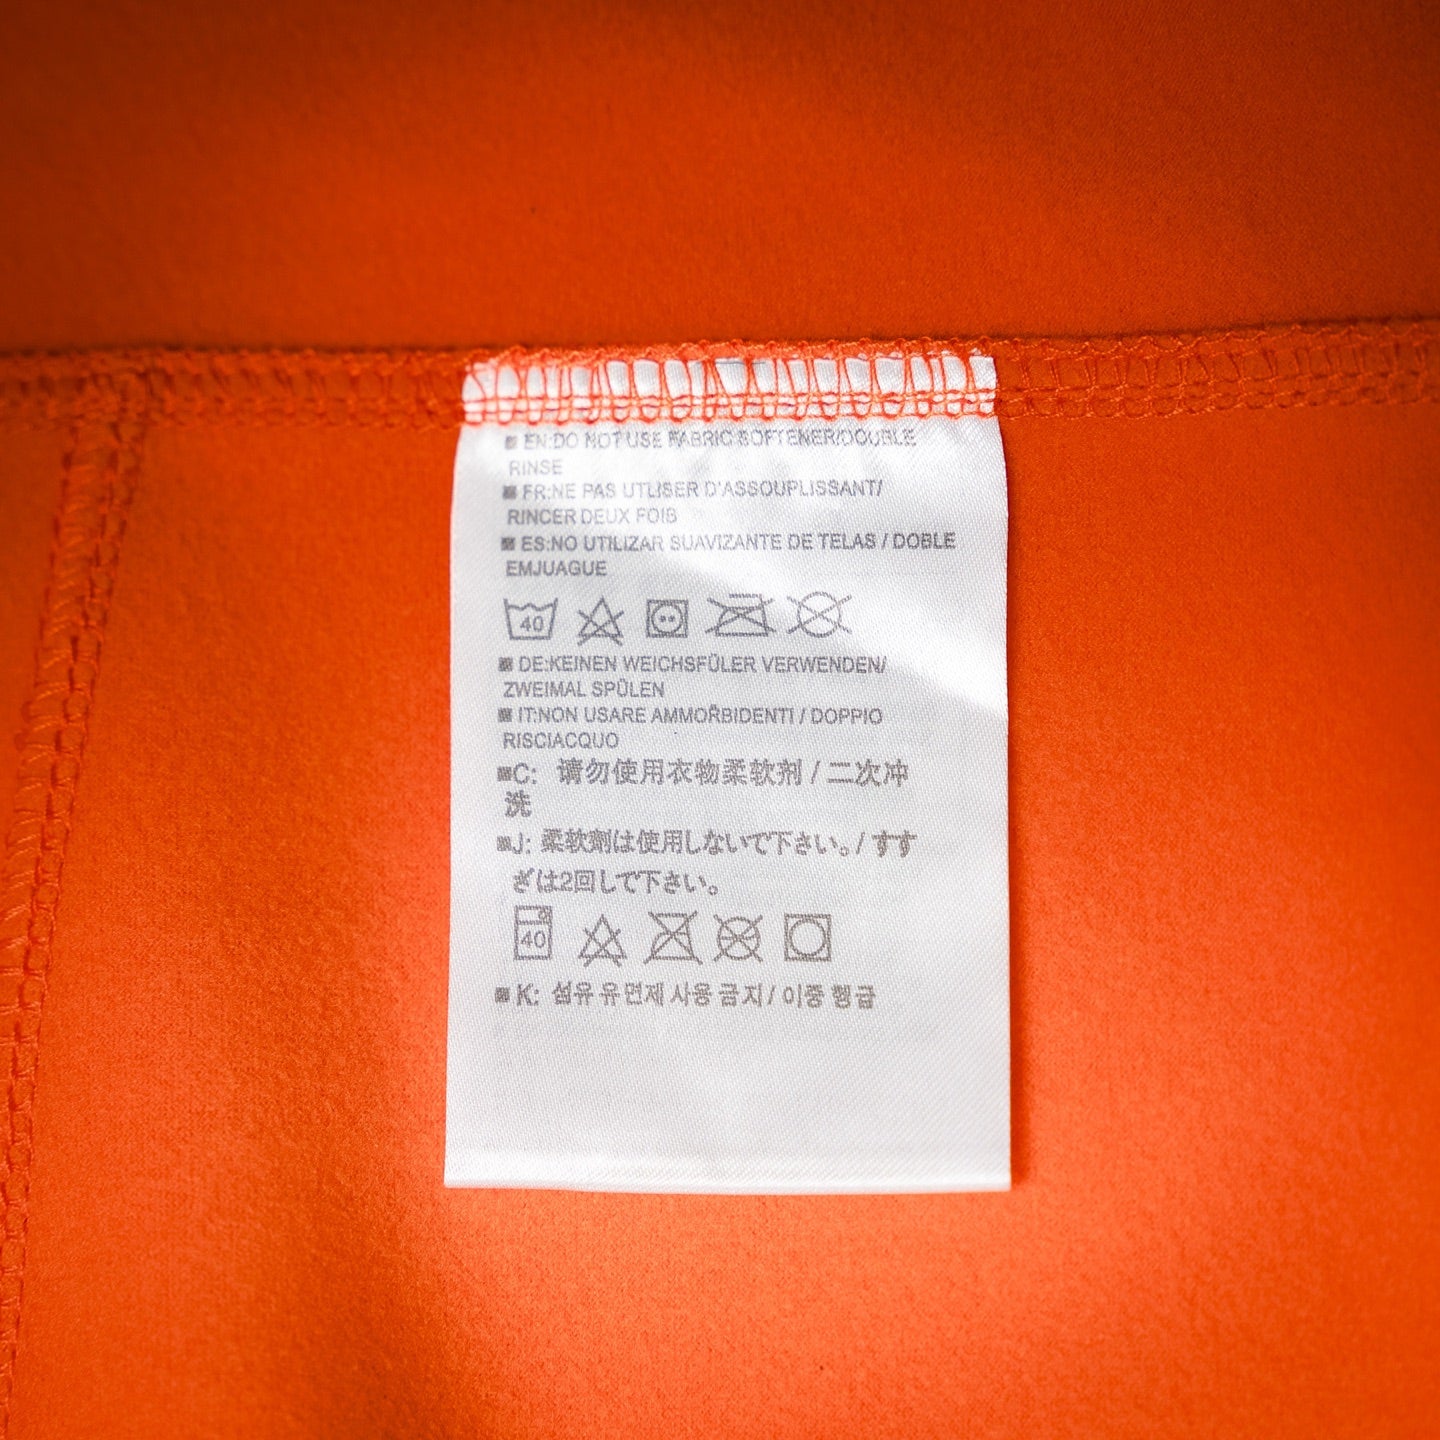 ■ EN:DO NOT USE FABRIC SOFTENER/DOUBLE
RINSE
■ FR:NE PAS UTLISER D'ASSOUPLISSANT/
RINCER DEUX FOIS
■ ES:NO UTILIZAR SUAVIZANTE DE TELAS / DOBLE
EMJUAGUE
40
■ DE:KEINEN WEICHSFÜLER VERWENDEN/
ZWEIMAL SPÜLEN
■ IT:NON USARE AMMORBIDENTI / DOPPIO
RISCIACQUO
■C: 请勿使用衣物柔软剂 / 二次冲
洗
■J: 柔軟剤は使用しないで下さい。/ すす
ぎは2回して下さい。
40
■ K: 섬유 유연제 사용 금지 / 이중 헹굼